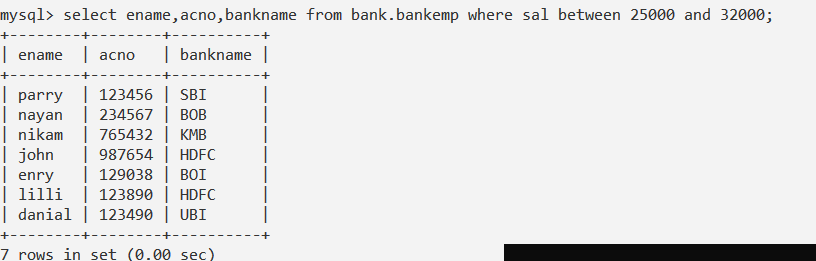 mysql> select ename,acno,bankname from bank.bankemp where sal between 25000 and 32000;
+--------+--------+----------+
| ename  | acno   | bankname |
+--------+--------+----------+
| parry  | 123456 | SBI      |
| nayan  | 234567 | BOB      |
| nikam  | 765432 | KMB      |
| john   | 987654 | HDFC     |
| enry   | 129038 | BOI      |
| lilli  | 123890 | HDFC     |
| danial | 123490 | UBI      |
+--------+--------+----------+
7 rows in set (0.00 sec)